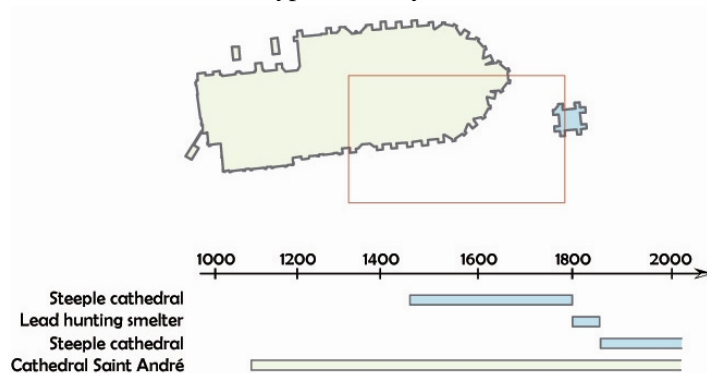 1000 1200 1400 1600 1800 2000
Steeple cathedral
Lead hunting smelter
Steeple cathedral
Cathedral Saint André